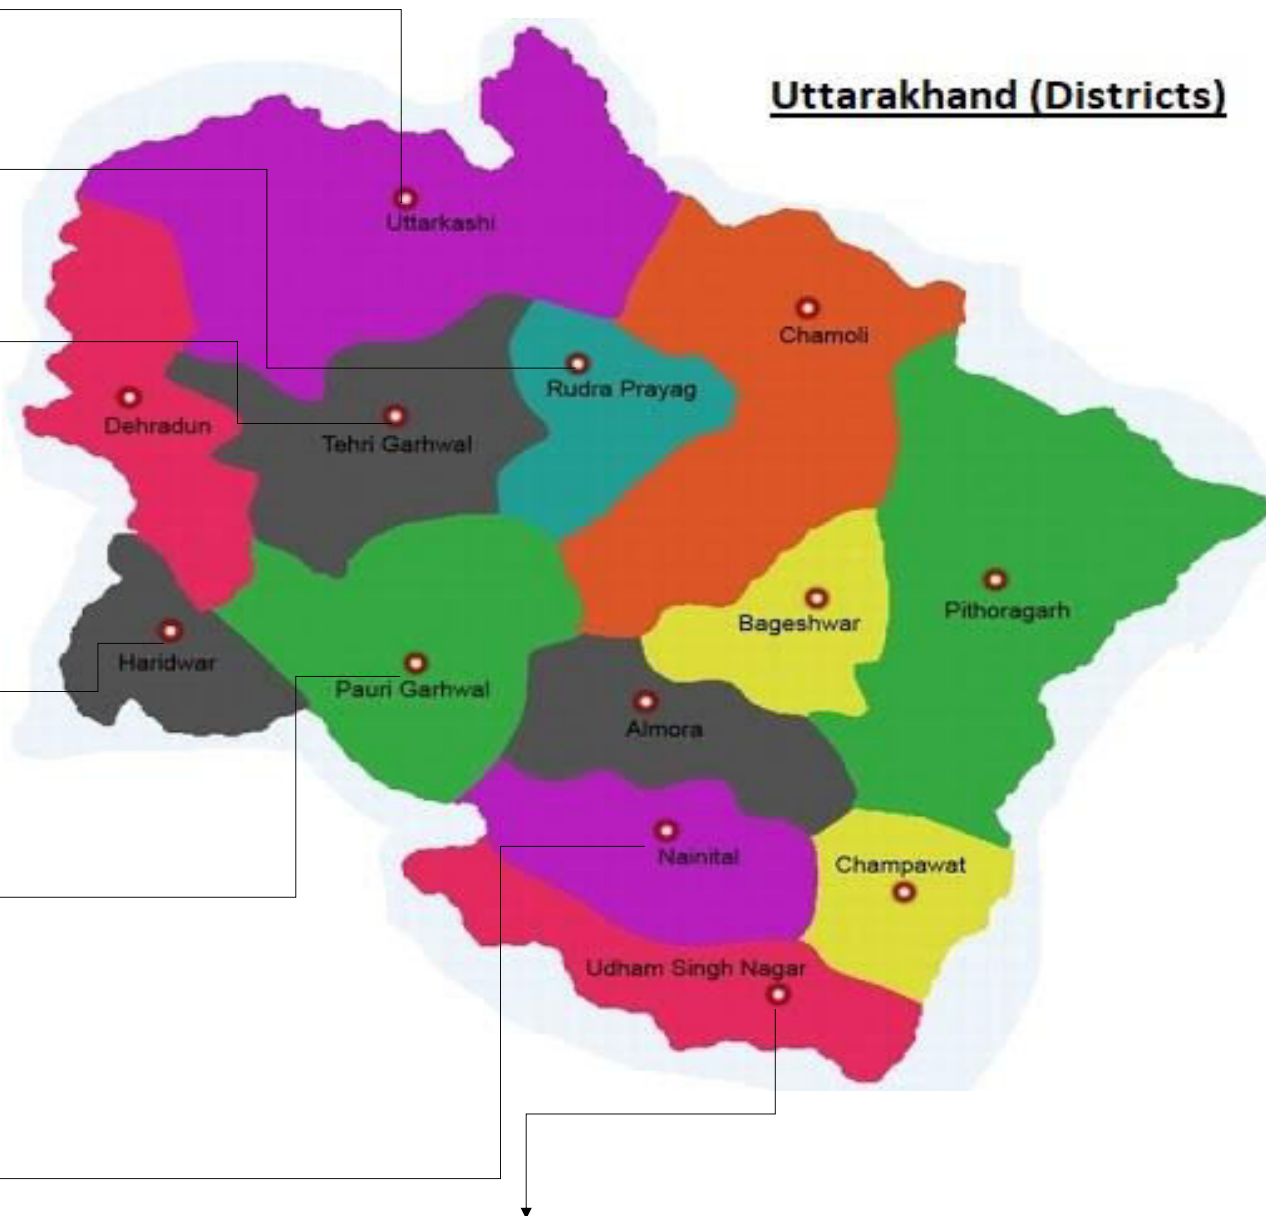 Uttarakhand (Districts)
Uttarkashi
Chamoli
Rudra Prayag
Dehradun
Tehri Garhwal
Bageshwar
Pithoragarh
Haridwar
Pauri Garhwal
Almora
Nainital
Champawat
Udham Singh Nagar